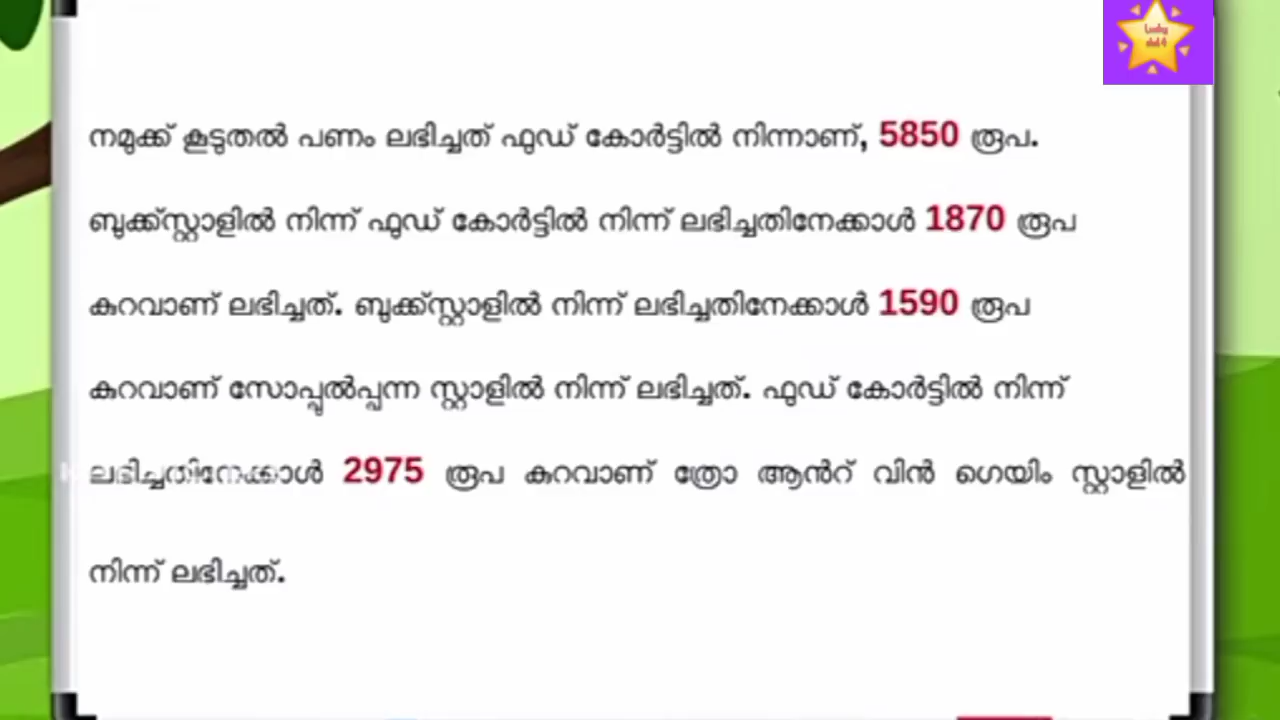 Lucky
നമുക്ക് കൂടുതൽ പണം ലഭിച്ചത് ഫുഡ് കോർട്ടിൽ നിന്നാണ്, 5850 രൂപ.
ബുക്ക്സ്റ്റാളിൽ നിന്ന് ഫുഡ് കോർട്ടിൽ നിന്ന് ലഭിച്ചതിനേക്കാൾ 1870 രൂപ
കുറവാണ് ലഭിച്ചത്. ബുക്ക്സ്റ്റാളിൽ നിന്ന് ലഭിച്ചതിനേക്കാൾ 1590 രൂപ
കുറവാണ് സോപ്പുൽപ്പന്ന സ്റ്റാളിൽ നിന്ന് ലഭിച്ചത്. ഫുഡ് കോർട്ടിൽ നിന്ന്
ലഭിച്ചതിനേക്കാൾ 2975 രൂപ കുറവാണ് ത്രോ ആൻറ് വിൻ ഗെയിം സ്റ്റാളിൽ
നിന്ന് ലഭിച്ചത്.